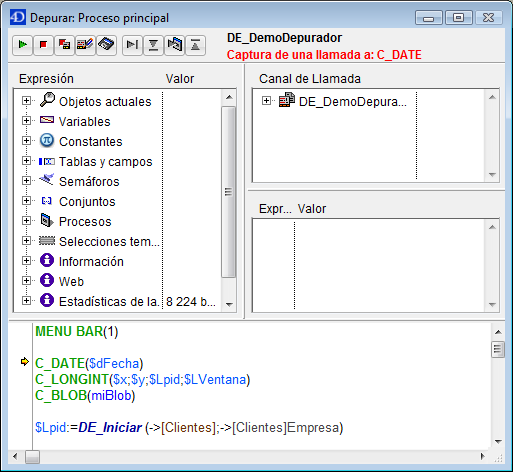 4D Depurar: Proceso principal
DE_DemoDepurador
Captura de una llamada a: C_DATE
Expresión Valor
Objetos actuales
Variables
Constantes
Tablas y campos
Semáforos
Conjuntos
Procesos
Selecciones tem...
Información
Web
Estadísticas de la. 8 224 b...
Canal de Llamada
DE_DemoDepura...
Expr... Valor
MENU BAR(1)
C_DATE($dFecha)
C_LONGINT($x;$y;$Lpid;$LVentana)
C_BLOB(miBlob)
$Lpid:=DE_Iniciar (->[Clientes];->[Clientes]Empresa)